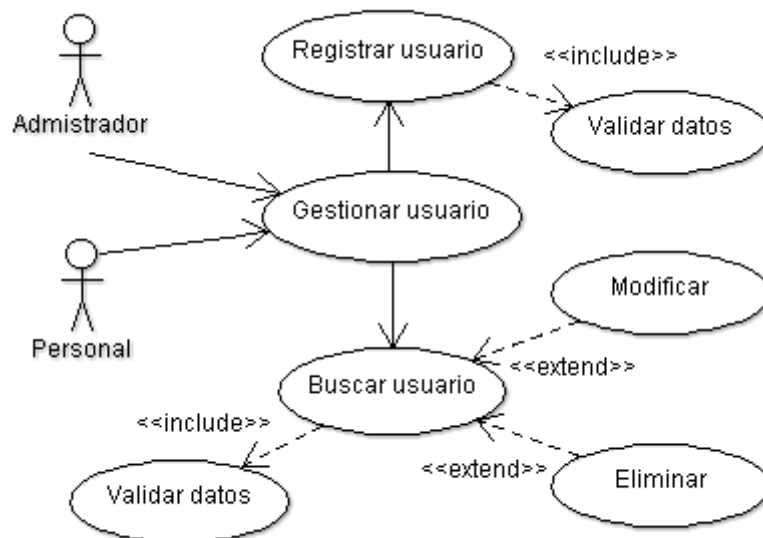 Registrar usuario
<<include>>
Admistrador
Validar datos
Gestionar usuario
Modificar
Personal
<<extend>>
Buscar usuario
<<include>>
<<extend>>
Eliminar
Validar datos